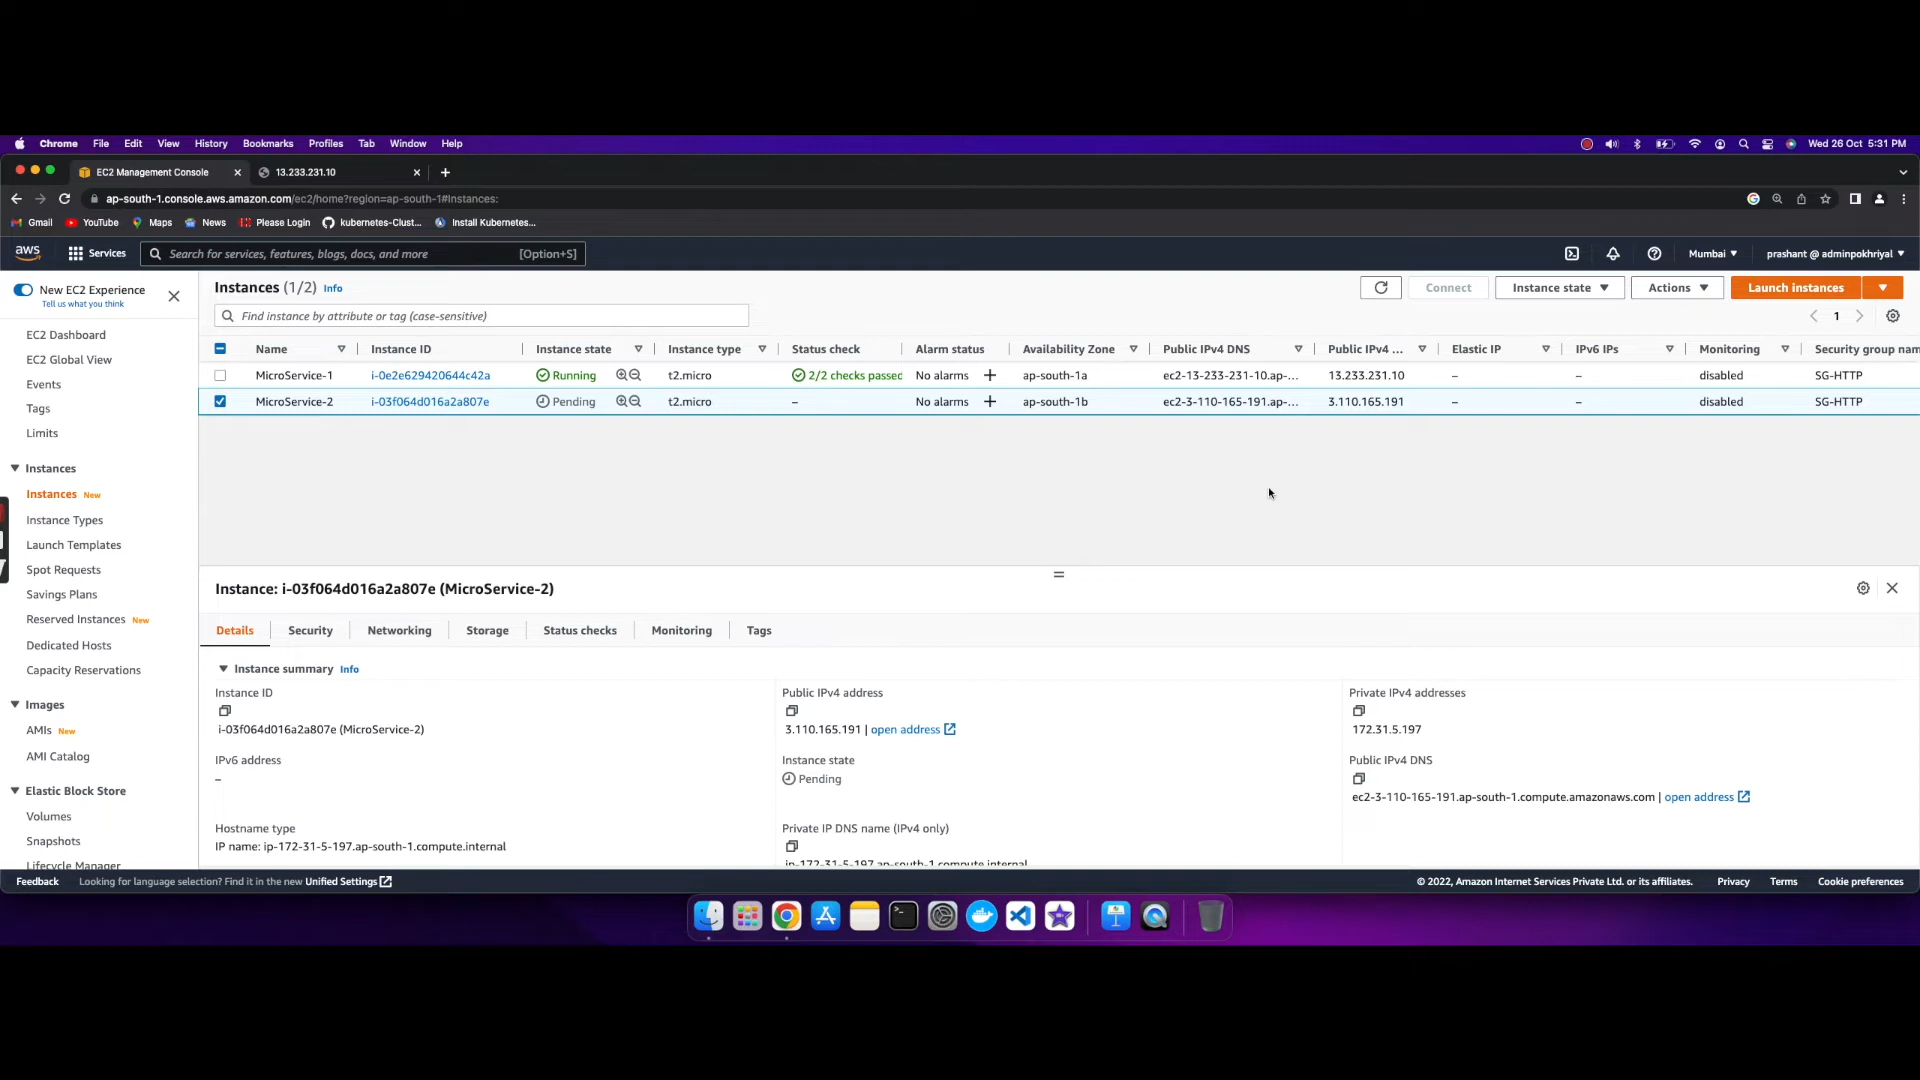 Chrome File Edit View History Bookmarks Profiles Tab Window Help Wed 26 Oct 5:31 PM
EC2 Management Console 13.233.231.10
ap-south-1.console.aws.amazon.com/ec2/home?region=ap-south-1#Instances:
Gmail YouTube Maps News Please Login kubernetes-Clust... Install Kubernetes...
aws Services Search for services, features, blogs, docs, and more [Option+S] Mumbai prashant @ adminpokhriyal
New EC2 Experience
Tell us what you think
EC2 Dashboard
EC2 Global View
Events
Tags
Limits
Instances
Instances New
Instance Types
Launch Templates
Spot Requests
Savings Plans
Reserved Instances New
Dedicated Hosts
Capacity Reservations
Images
AMIs New
AMI Catalog
Elastic Block Store
Volumes
Snapshots
Lifecycle Manager
Instances (1/2) Info Connect Instance state Actions Launch instances
Find instance by attribute or tag (case-sensitive) 1
Name Instance ID Instance state Instance type Status check Alarm status Availability Zone Public IPv4 DNS Public IPv4 ... Elastic IP IPv6 IPs Monitoring Security group nam
MicroService-1 i-0e2e629420644c42a Running t2.micro 2/2 checks passed No alarms ap-south-1a ec2-13-233-231-10.ap-... 13.233.231.10 – – disabled SG-HTTP
MicroService-2 i-03f064d016a2a807e Pending t2.micro – No alarms ap-south-1b ec2-3-110-165-191.ap-... 3.110.165.191 – – disabled SG-HTTP
Instance: i-03f064d016a2a807e (MicroService-2)
Details Security Networking Storage Status checks Monitoring Tags
Instance summary Info
Instance ID
i-03f064d016a2a807e (MicroService-2)
Public IPv4 address
3.110.165.191 | open address
Private IPv4 addresses
172.31.5.197
IPv6 address
–
Instance state
Pending
Public IPv4 DNS
ec2-3-110-165-191.ap-south-1.compute.amazonaws.com | open address
Hostname type
IP name: ip-172-31-5-197.ap-south-1.compute.internal
Private IP DNS name (IPv4 only)
ip-172-31-5-197.ap-south-1.compute.internal
Feedback Looking for language selection? Find it in the new Unified Settings © 2022, Amazon Internet Services Private Ltd. or its affiliates. Privacy Terms Cookie preferences